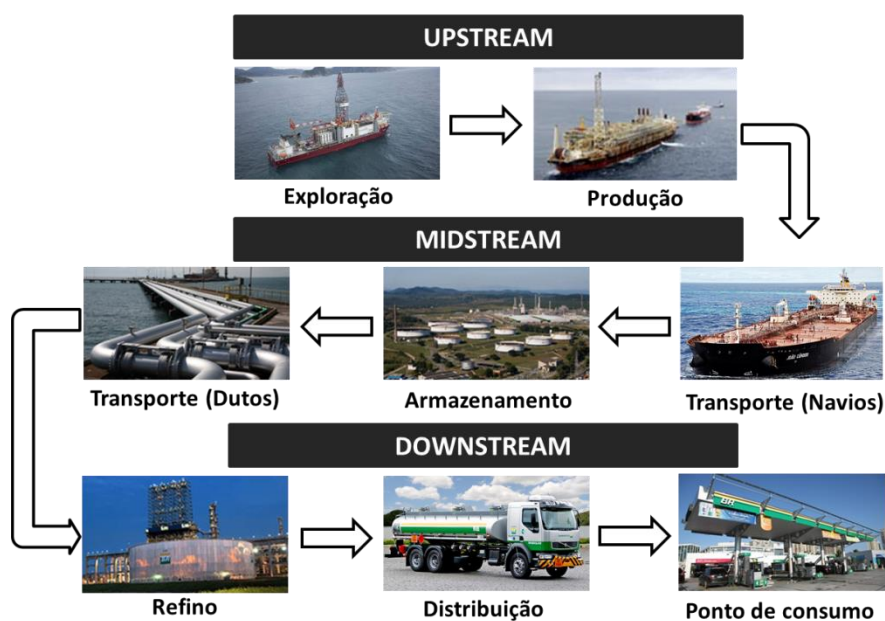 UPSTREAM
Exploração
Produção
MIDSTREAM
Transporte (Dutos)
Armazenamento
Transporte (Navios)
DOWNSTREAM
Refino
Distribuição
Ponto de consumo